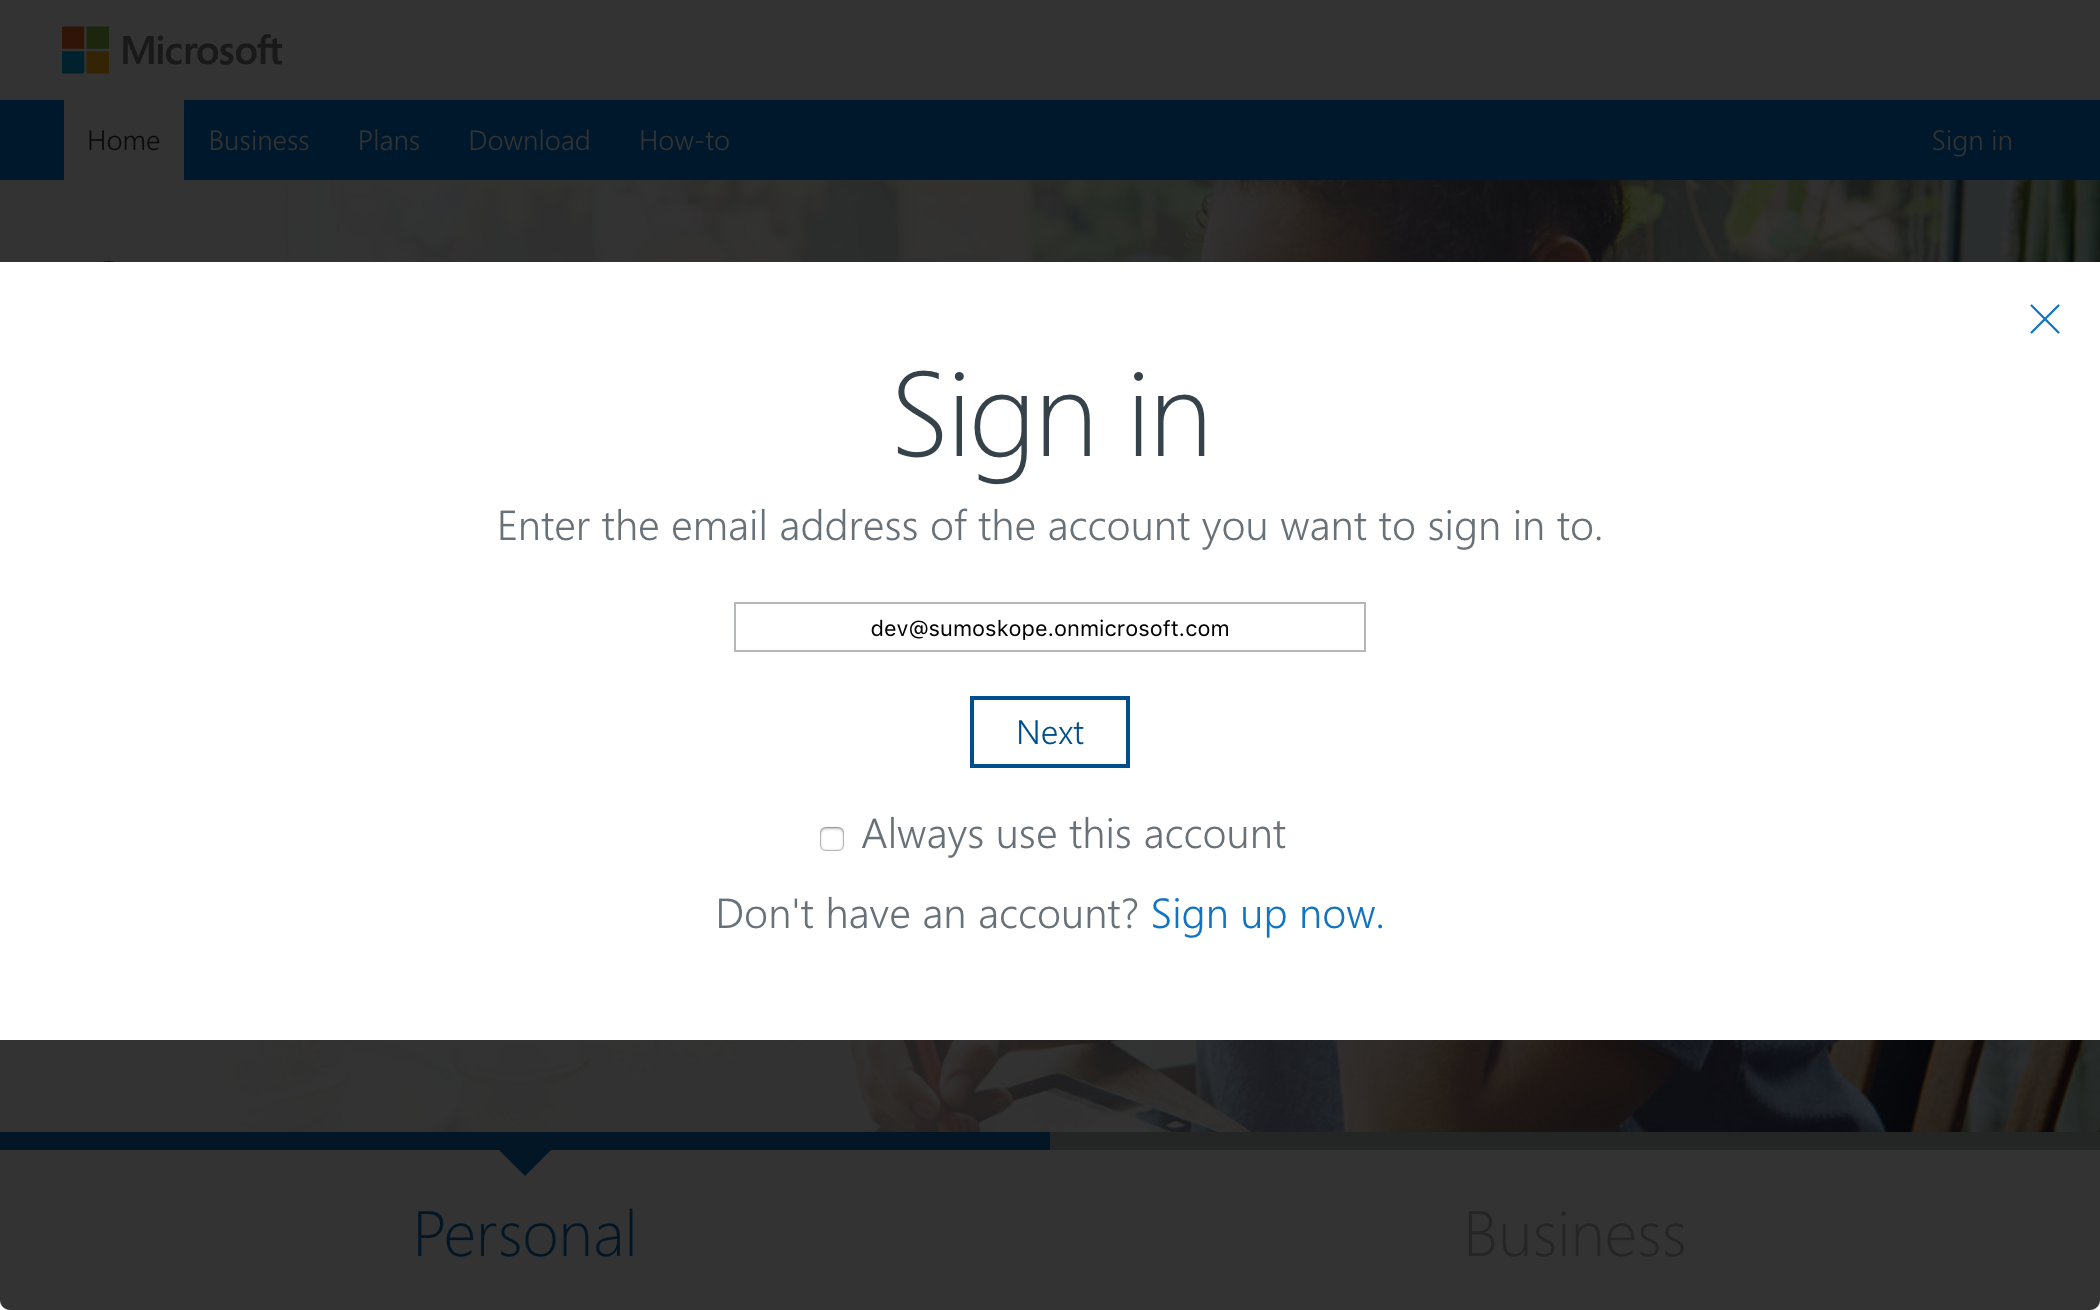 Microsoft
Home Business Plans Download How-to Sign in
Sign in
Enter the email address of the account you want to sign in to.
dev@sumoskope.onmicrosoft.com
Next
Always use this account
Don't have an account? Sign up now.
Personal Business